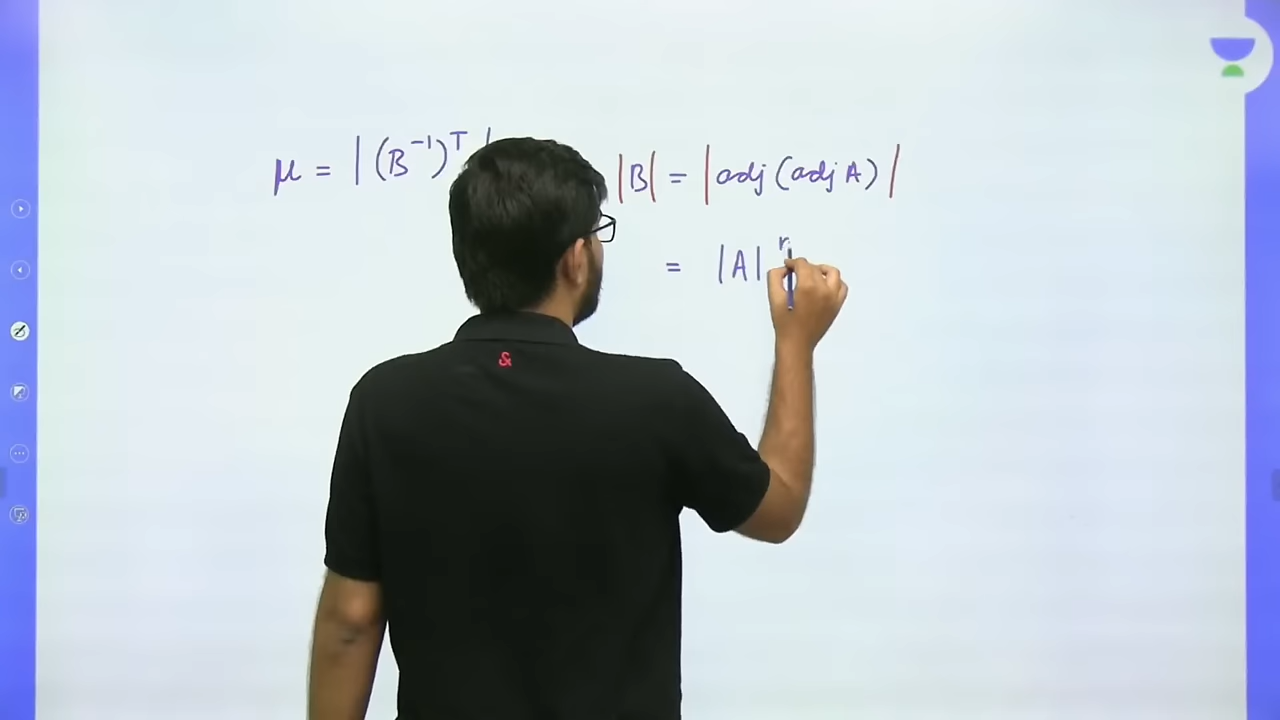 μ = |(B⁻¹)ᵀ| |B| = |adj(adj A)|
= |A|
&